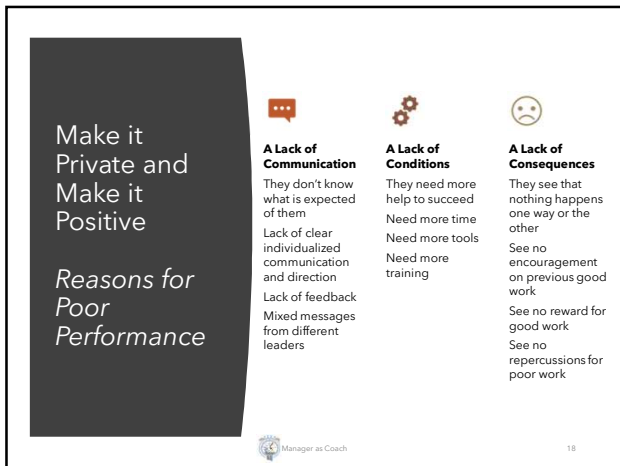 Make it
Private and
Make it
Positive
Reasons for
Poor
Performance
A Lack of
Communication
They don't know
what is expected
of them
Lack of clear
individualized
communication
and direction
Lack of feedback
Mixed messages
from different
leaders
A Lack of
Conditions
They need more
help to succeed
Need more time
Need more tools
Need more
training
A Lack of
Consequences
They see that
nothing happens
one way or the
other
See no
encouragement
on previous good
work
See no reward for
good work
See no
repercussions for
poor work
Manager as Coach
18